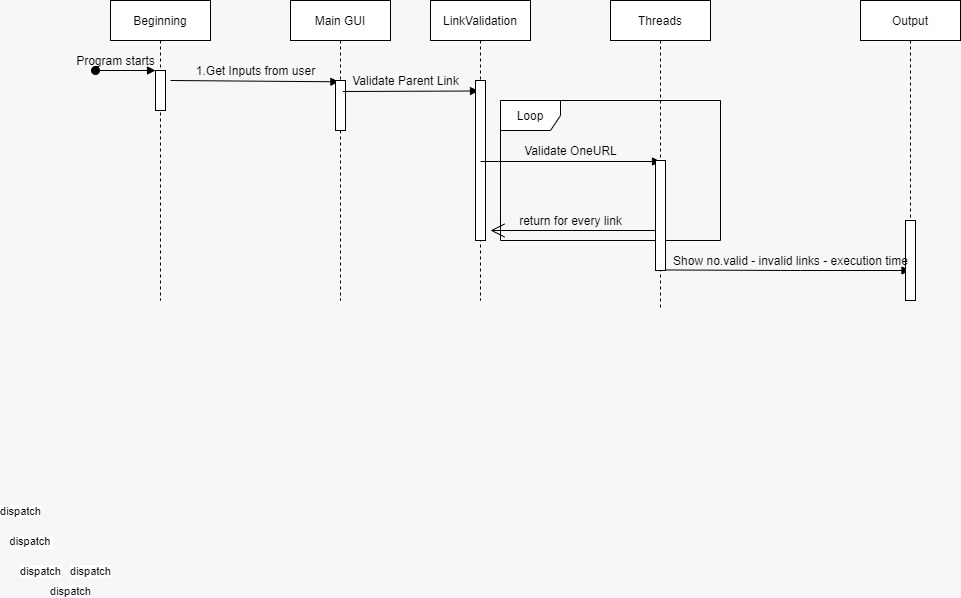 Beginning
Main GUI
LinkValidation
Threads
Output
Program starts
1.Get Inputs from user
Validate Parent Link
Loop
Validate OneURL
return for every link
Show no.valid - invalid links - execution time
dispatch
dispatch
dispatch dispatch
dispatch